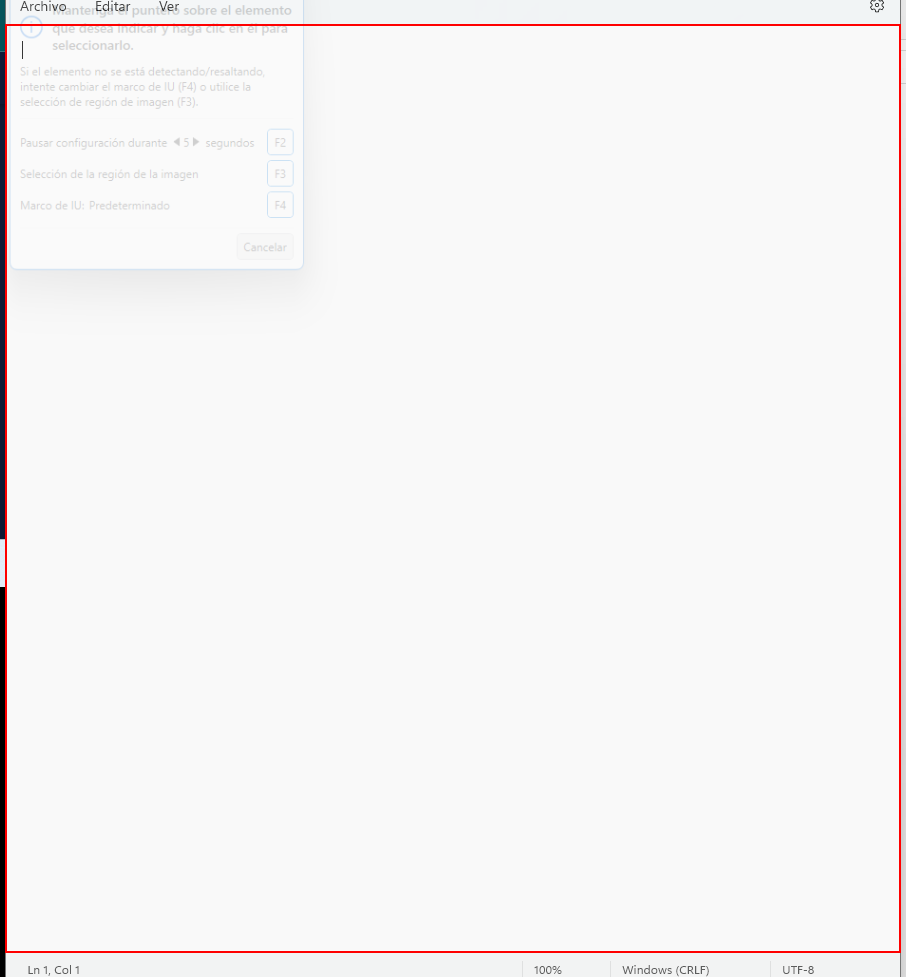 Archivo Editar Ver
Mantenga el puntero sobre el elemento
que desea indicar y haga clic en él para
seleccionarlo.
Si el elemento no se está detectando/resaltando,
intente cambiar el marco de IU (F4) o utilice la
selección de región de imagen (F3).
Pausar configuración durante 5 segundos F2
Selección de la región de la imagen F3
Marco de IU: Predeterminado F4
Cancelar
Ln 1, Col 1 100% Windows (CRLF) UTF-8